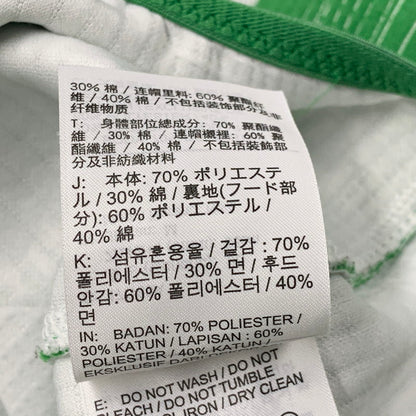 30% 棉 / 连帽里料: 60% 聚酯纤
维 / 40% 棉 / 不包括装饰部分及非
纤维物质
T: 身體部位總成分: 70% 聚酯纖
維 / 30% 棉 / 連帽襯裡: 60% 聚
酯纖維 / 40% 棉 / 不包括裝飾部
分及非紡織材料
J: 本体: 70% ポリエステ
ル / 30% 綿 / 裏地(フード部
分): 60% ポリエステル /
40% 綿
K: 섬유혼용율 / 겉감: 70%
폴리에스터 / 30% 면 / 후드
안감: 60% 폴리에스터 / 40%
면
IN: BADAN: 70% POLIESTER /
30% KATUN / LAPISAN : 60%
POLIESTER / 40% KATUN /
EKSKLUSIF DARI
E: DO NOT WASH / DO NOT
BLEACH / DO NOT TUMBLE
IRON / DRY CLEAN